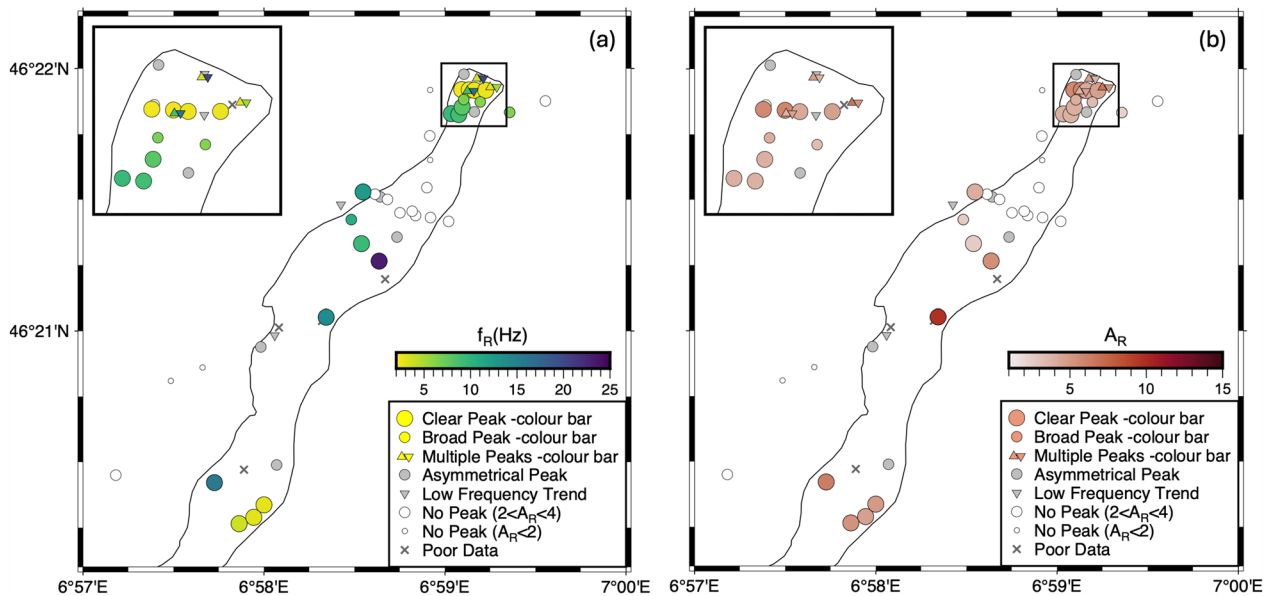 (a)
46°22'N
46°21'N
f_R(Hz)
5 10 15 20 25
Clear Peak -colour bar
Broad Peak -colour bar
Multiple Peaks -colour bar
Asymmetrical Peak
Low Frequency Trend
No Peak (2<A_R<4)
No Peak (A_R<2)
Poor Data
6°57'E 6°58'E 6°59'E 7°00'E
(b)
A_R
5 10 15
Clear Peak -colour bar
Broad Peak -colour bar
Multiple Peaks -colour bar
Asymmetrical Peak
Low Frequency Trend
No Peak (2<A_R<4)
No Peak (A_R<2)
Poor Data
6°57'E 6°58'E 6°59'E 7°00'E